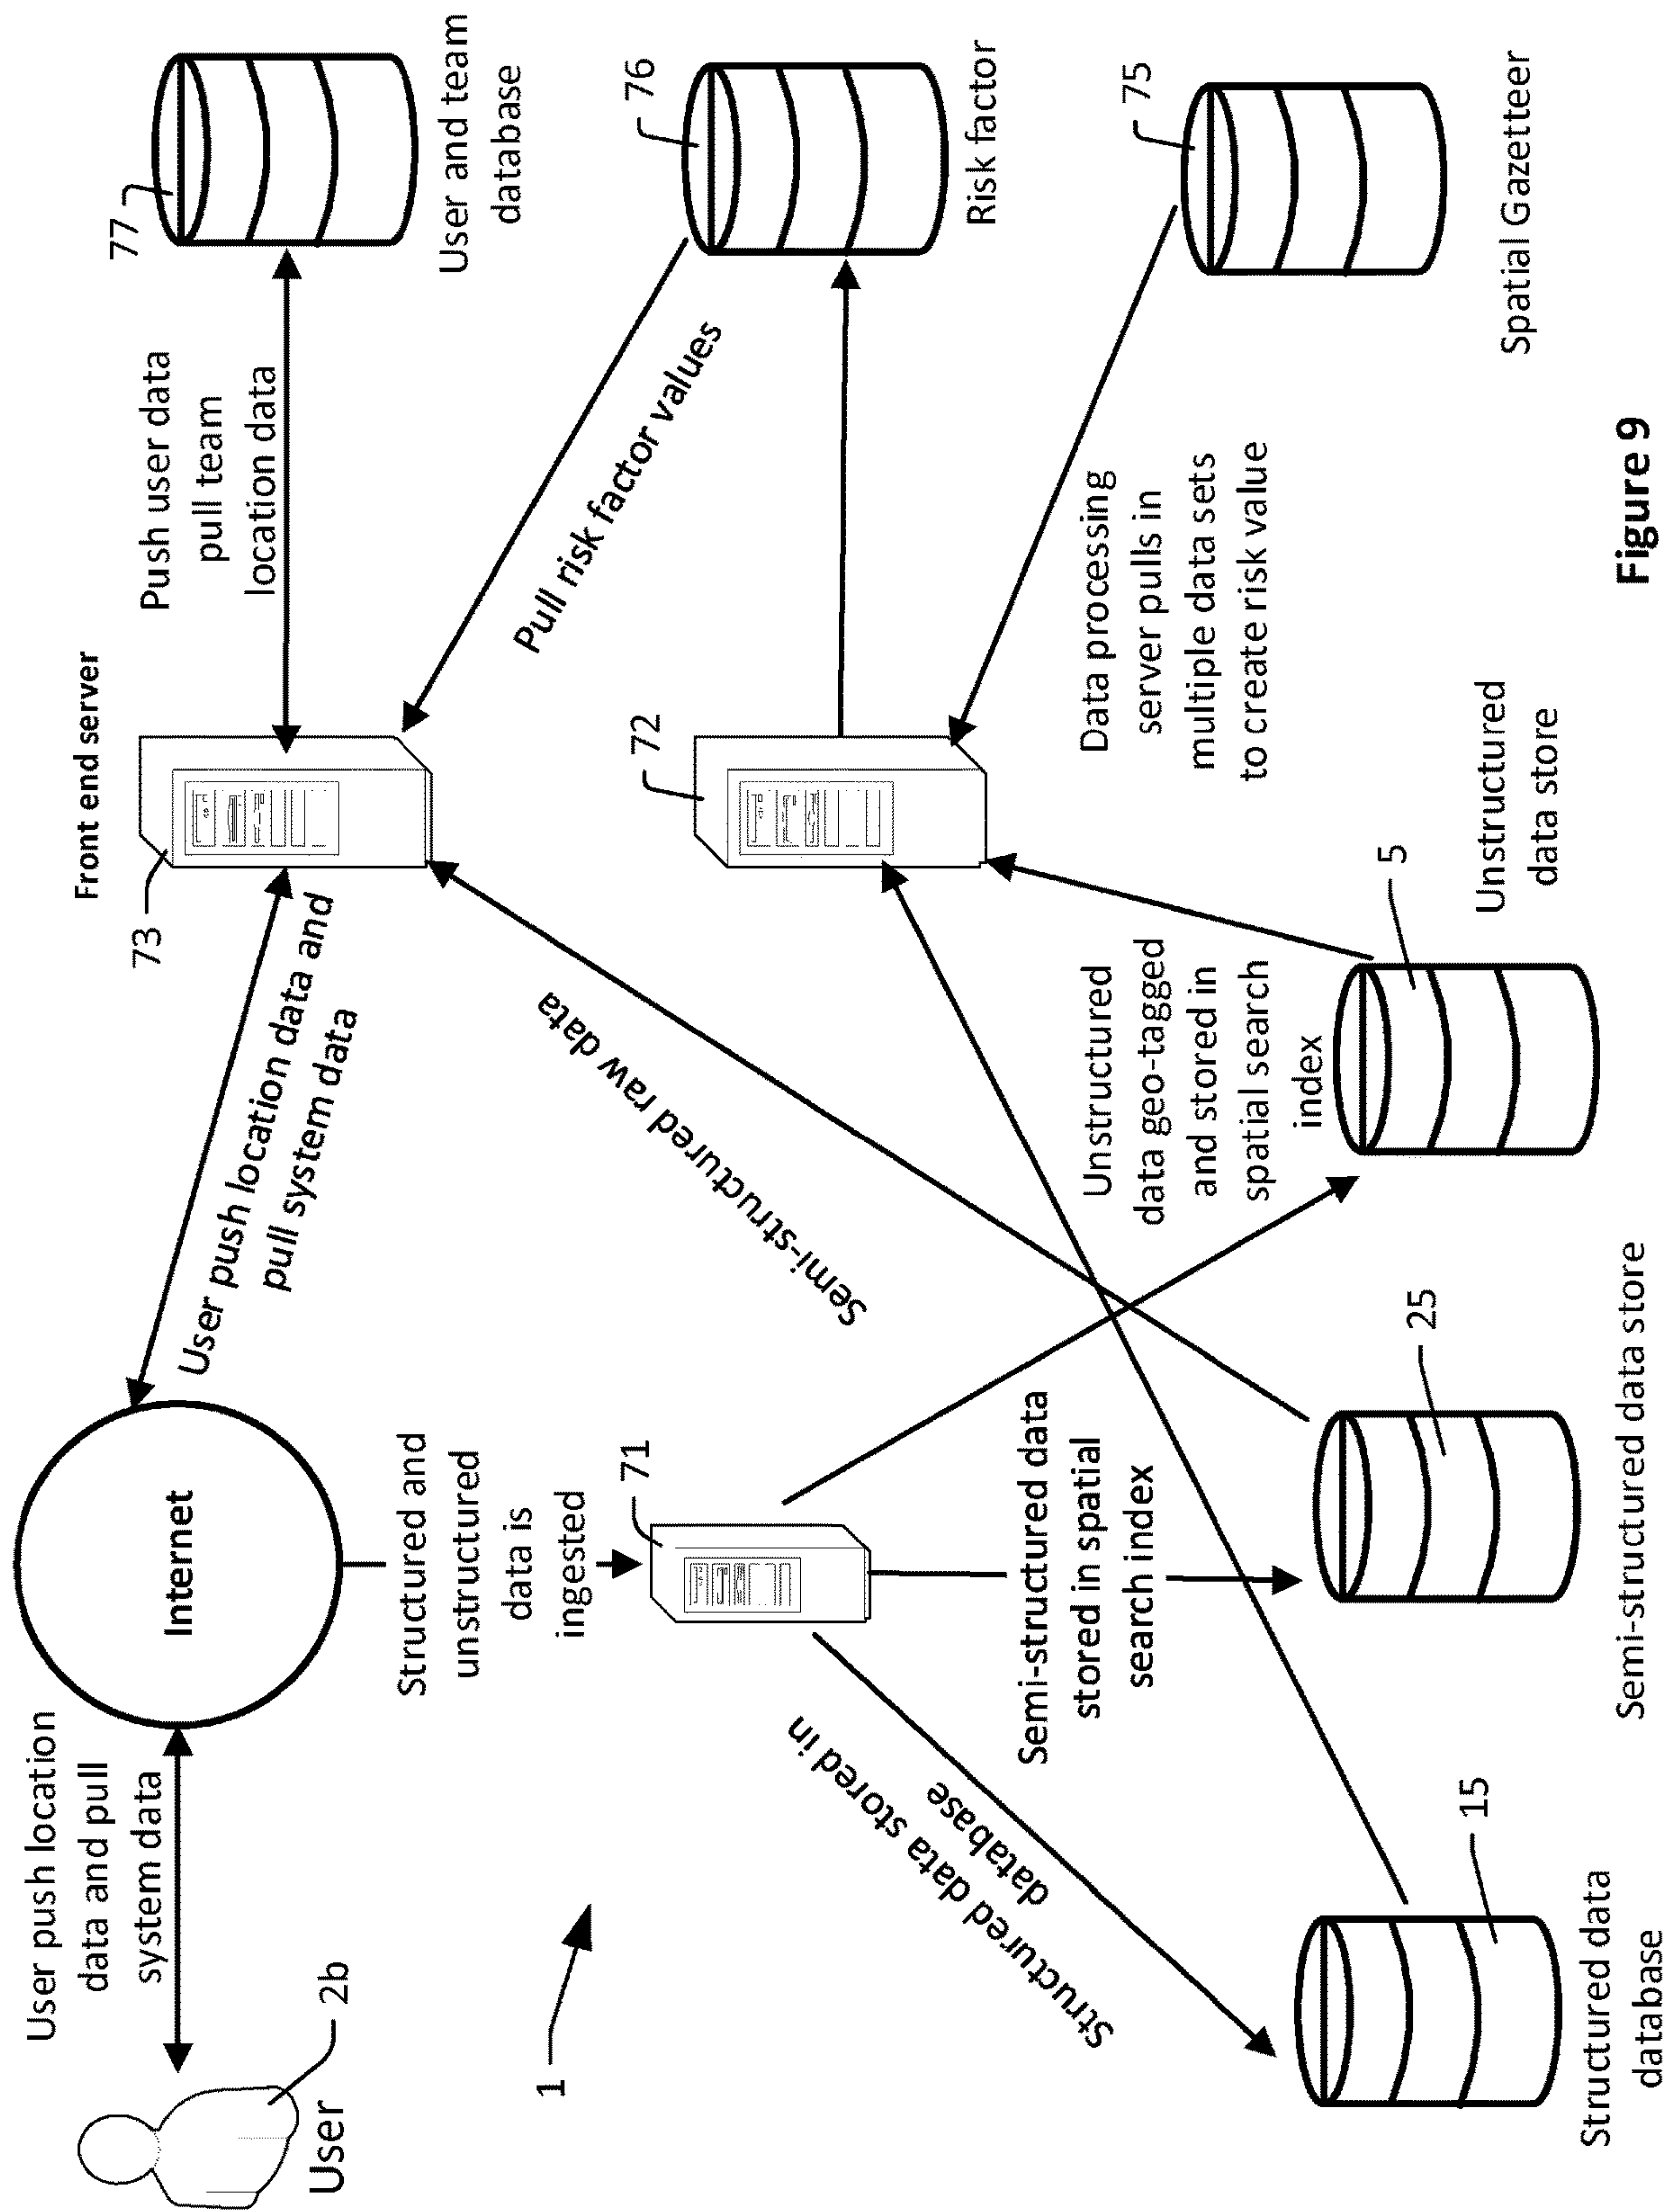 User push location
data and pull
system data
2b
User
1
Internet
User push location data and
pull system data
Front end server
73
Push user data
pull team
location data
77
User and team
database
Structured and
unstructured
data is
ingested
71
Semi-structured raw data
Pull risk factor values
76
Risk factor
72
Structured data stored in
database
Semi-structured data
stored in spatial
search index
Unstructured
data geo-tagged
and stored in
spatial search
index
Data processing
server pulls in
multiple data sets
to create risk value
75
Spatial Gazetteer
15
Structured data
database
25
Semi-structured data store
5
Unstructured
data store
Figure 9